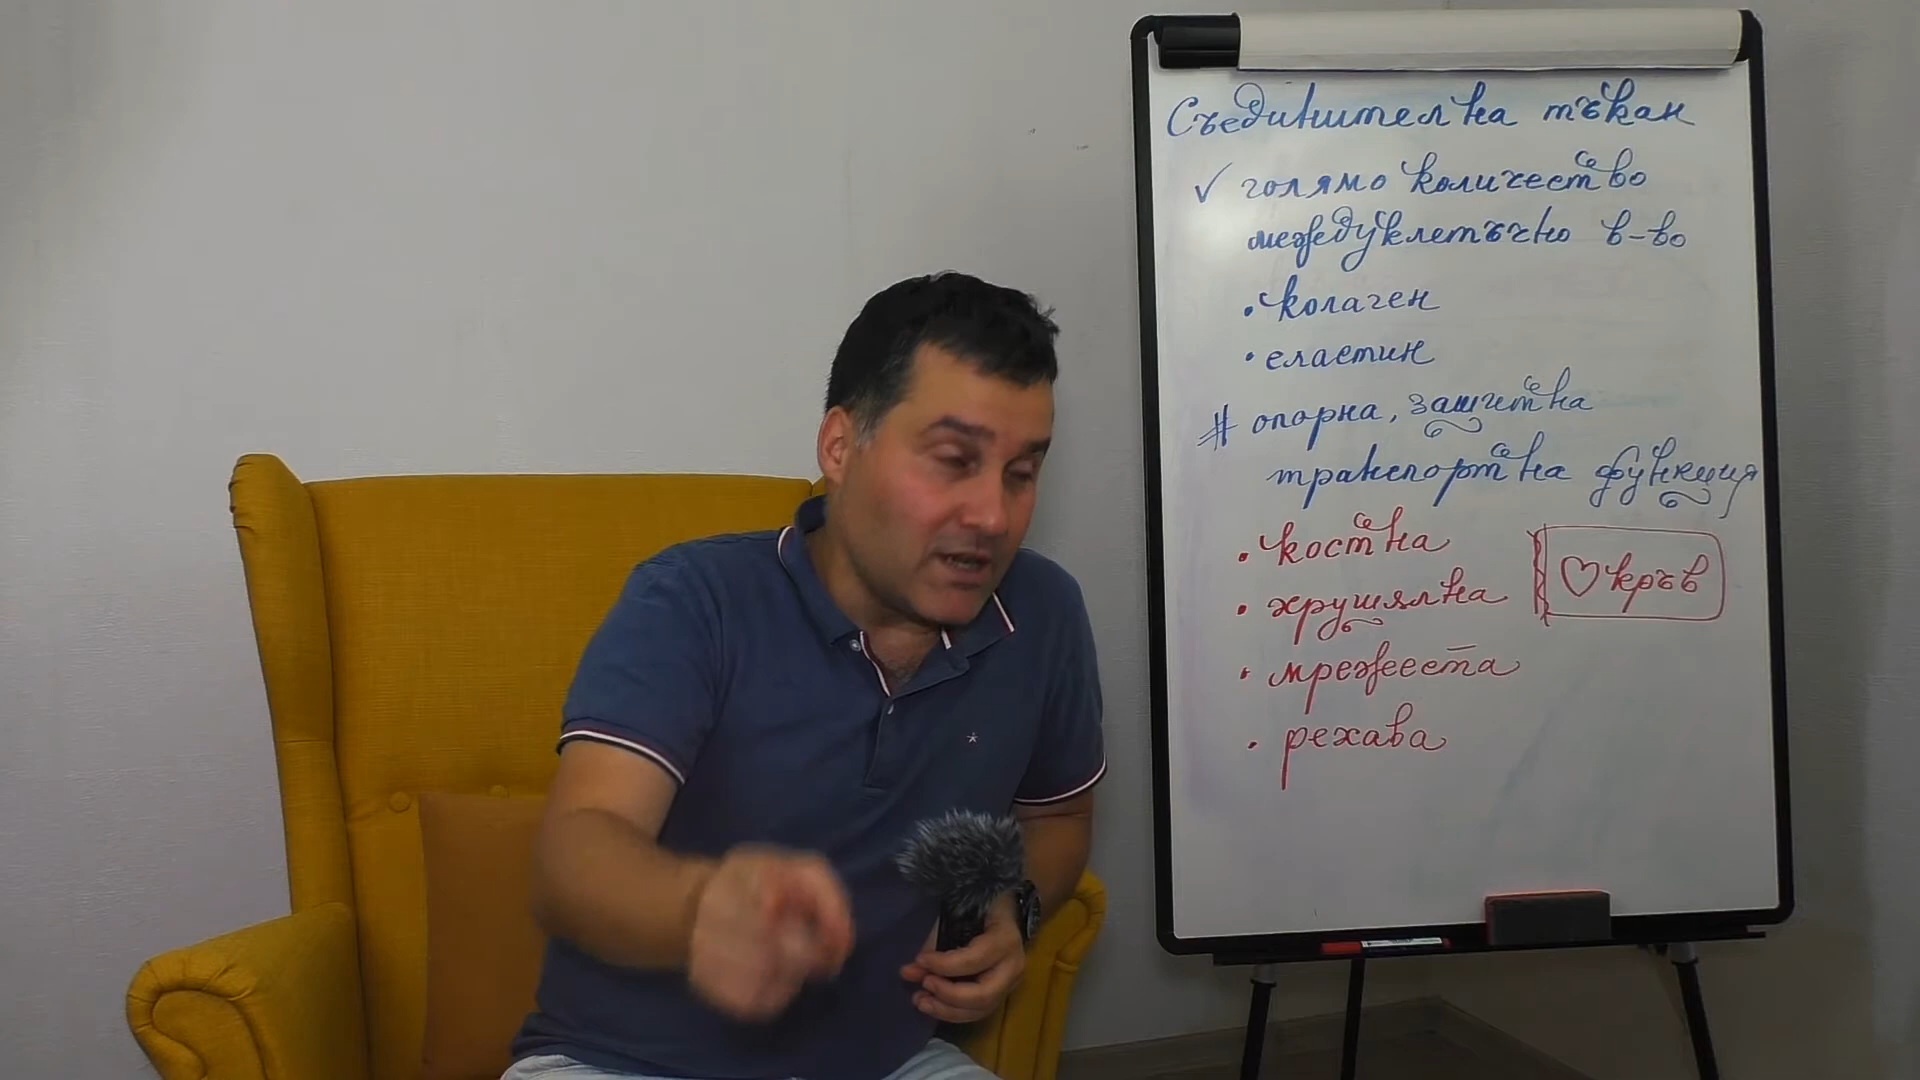 Съединителна тъкан
✓ голямо количество
междуклетъчно в-во
• колаген
• еластин
# опорна, защитна
транспортна функция
• костна
• хрущялна
♡ кръв
• мрежеста
• рехава